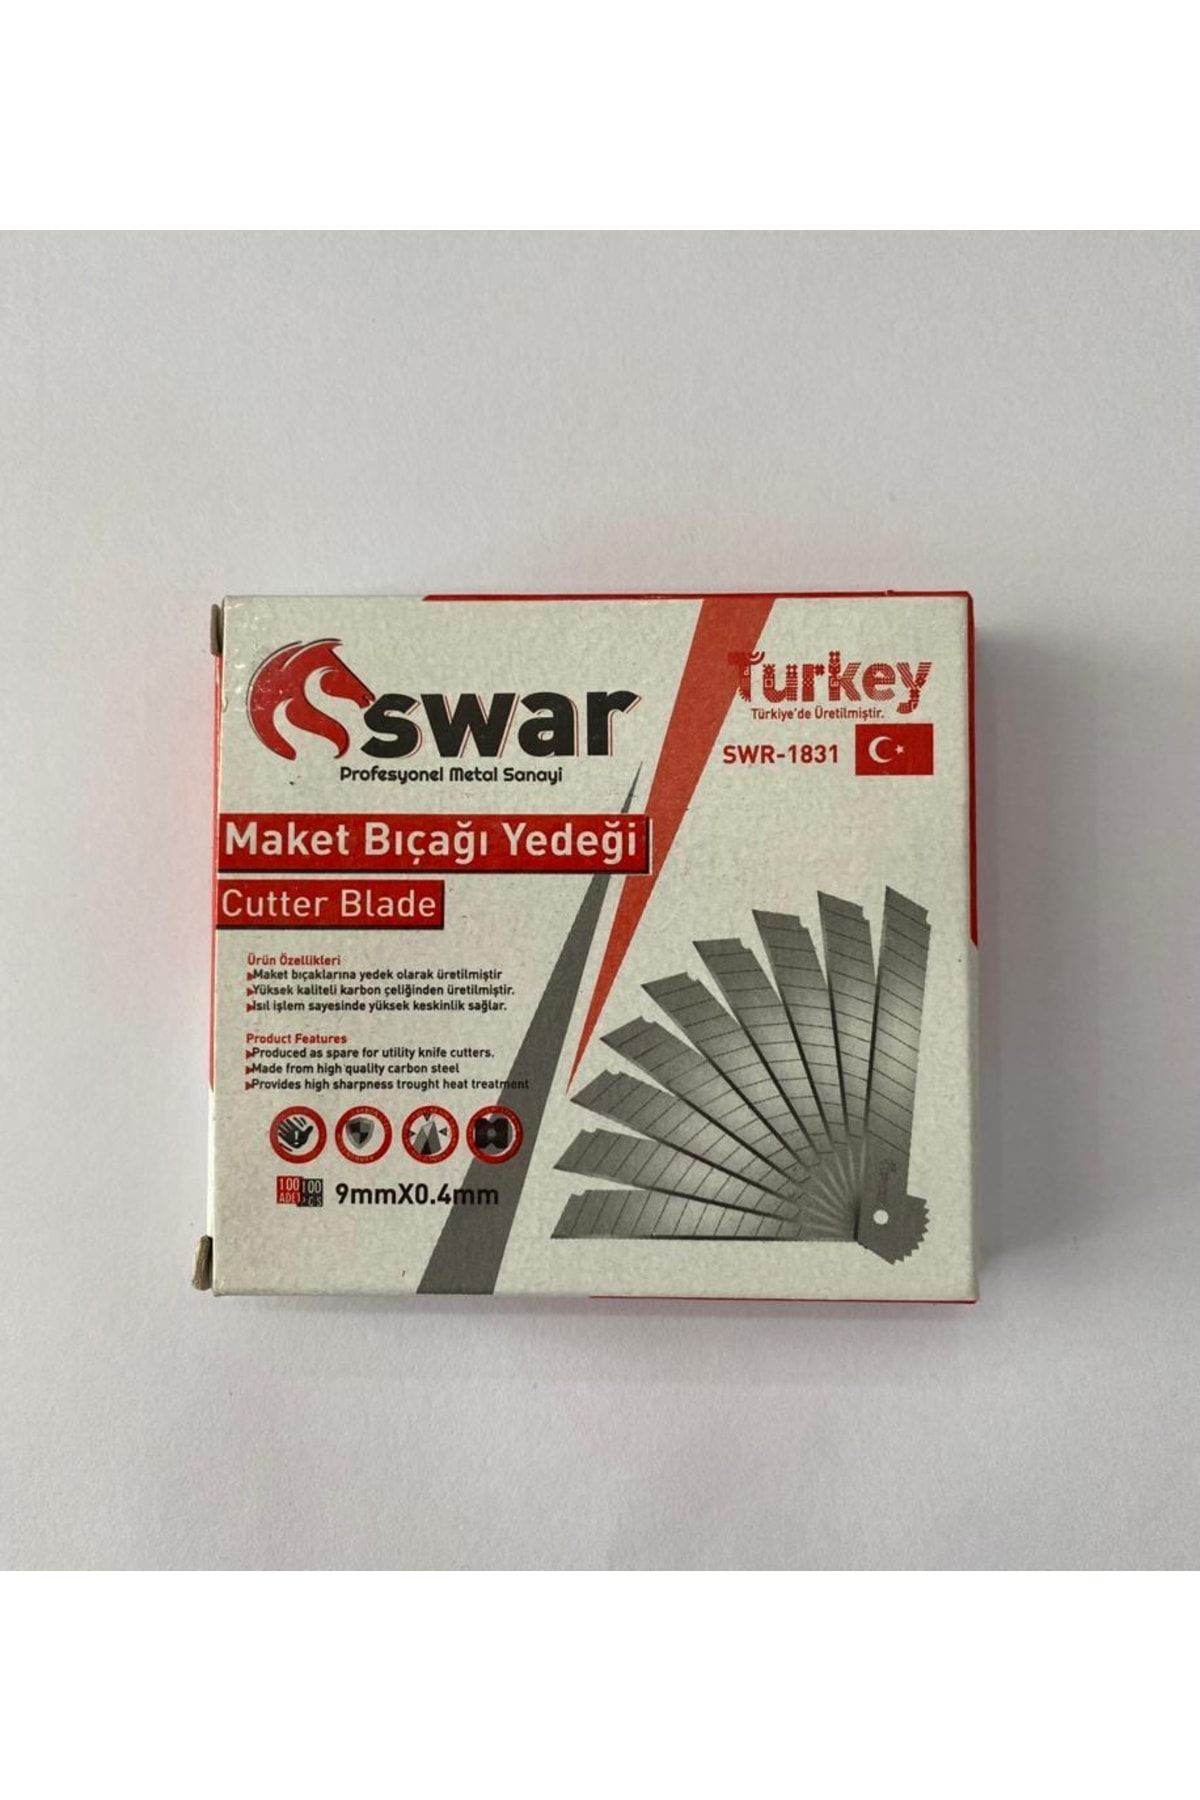 swar
Profesyonel Metal Sanayi
Turkey
Türkiye'de Üretilmiştir.
SWR-1831
Maket Bıçağı Yedeği
Cutter Blade
Ürün Özellikleri
Maket bıçaklarına yedek olarak üretilmiştir
Yüksek kaliteli karbon çeliğinden üretilmiştir.
Isıl işlem sayesinde yüksek keskinlik sağlar.
Product Features
Produced as spare for utility knife cutters.
Made from high quality carbon steel
Provides high sharpness trought heat treatment
100 100
ADET PCS
9mmX0.4mm